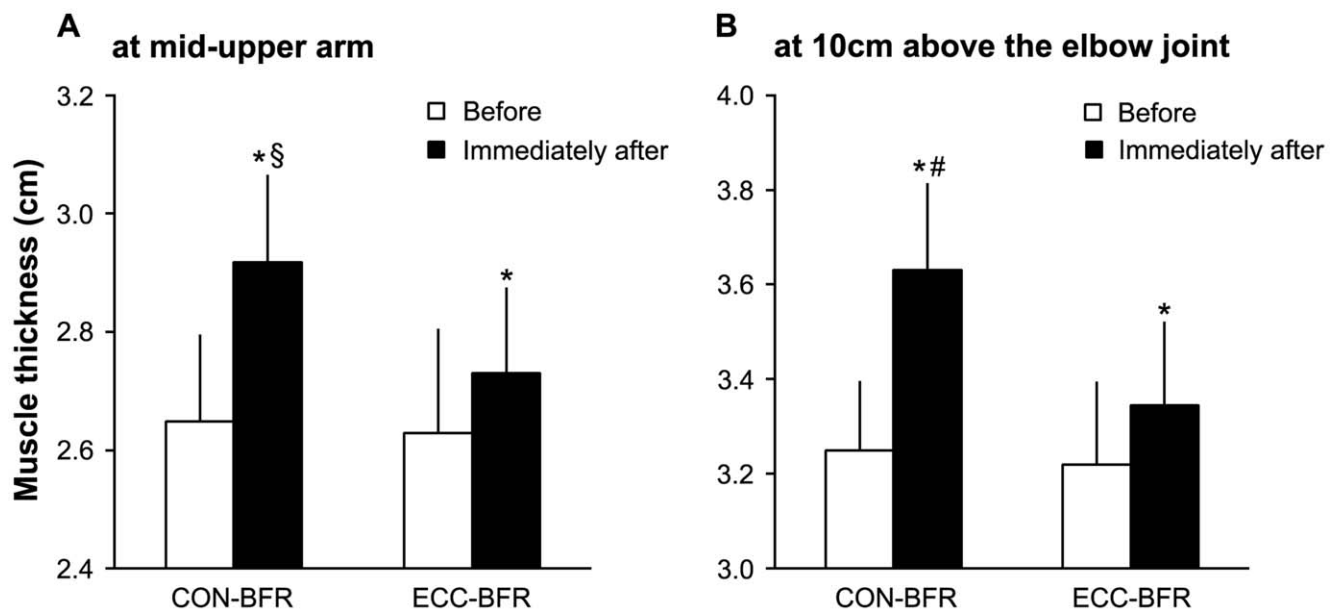 A
at mid-upper arm
Muscle thickness (cm)
3.2
3.0
2.8
2.6
2.4
Before
Immediately after
*§
*
CON-BFR
ECC-BFR
B
at 10cm above the elbow joint
4.0
3.8
3.6
3.4
3.2
3.0
Before
Immediately after
*#
*
CON-BFR
ECC-BFR